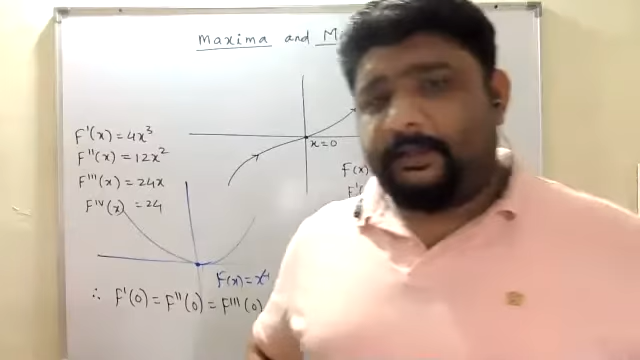 maxima and M
F'(x) = 4x³
F''(x) = 12x²
F'''(x) = 24x
F^IV(x) = 24
x=0
F(x)
F'(
F(x) = x⁴
∴ F'(0) = F''(0) = F'''(0)